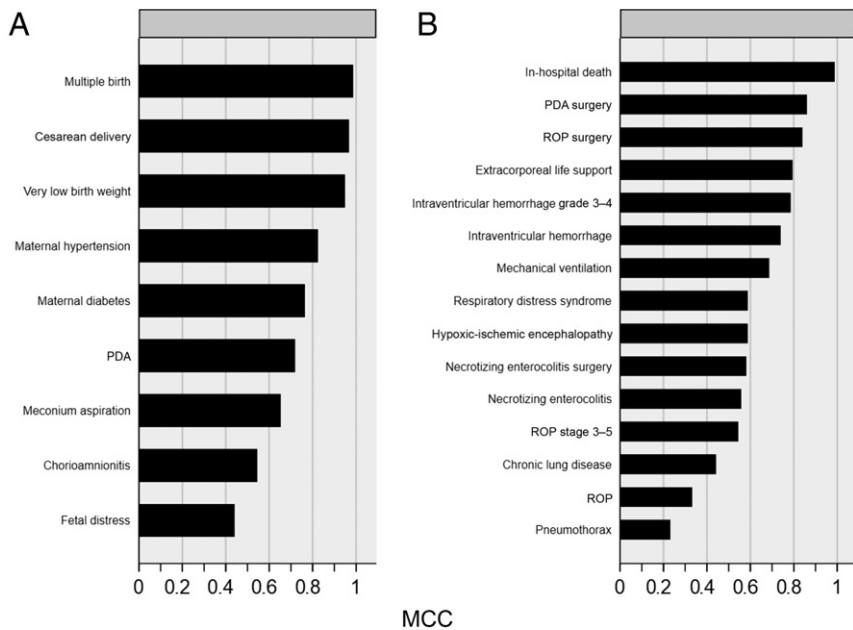 A
Multiple birth
Cesarean delivery
Very low birth weight
Maternal hypertension
Maternal diabetes
PDA
Meconium aspiration
Chorioamnionitis
Fetal distress
0 0.2 0.4 0.6 0.8 1
B
In-hospital death
PDA surgery
ROP surgery
Extracorporeal life support
Intraventricular hemorrhage grade 3–4
Intraventricular hemorrhage
Mechanical ventilation
Respiratory distress syndrome
Hypoxic-ischemic encephalopathy
Necrotizing enterocolitis surgery
Necrotizing enterocolitis
ROP stage 3–5
Chronic lung disease
ROP
Pneumothorax
0 0.2 0.4 0.6 0.8 1
MCC